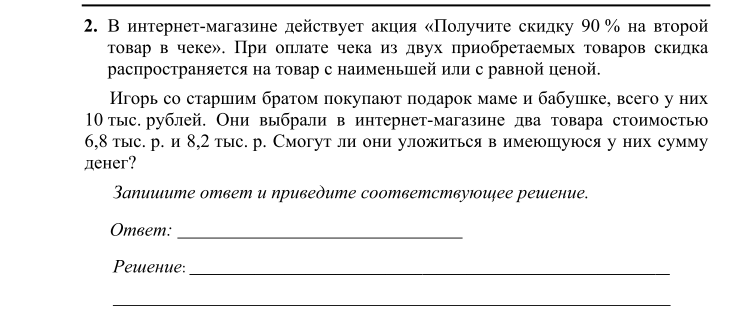 2. В интернет-магазине действует акция «Получите скидку 90 % на второй
товар в чеке». При оплате чека из двух приобретаемых товаров скидка
распространяется на товар с наименьшей или с равной ценой.
Игорь со старшим братом покупают подарок маме и бабушке, всего у них
10 тыс. рублей. Они выбрали в интернет-магазине два товара стоимостью
6,8 тыс. р. и 8,2 тыс. р. Смогут ли они уложиться в имеющуюся у них сумму
денег?
Запишите ответ и приведите соответствующее решение.
Ответ:
Решение: